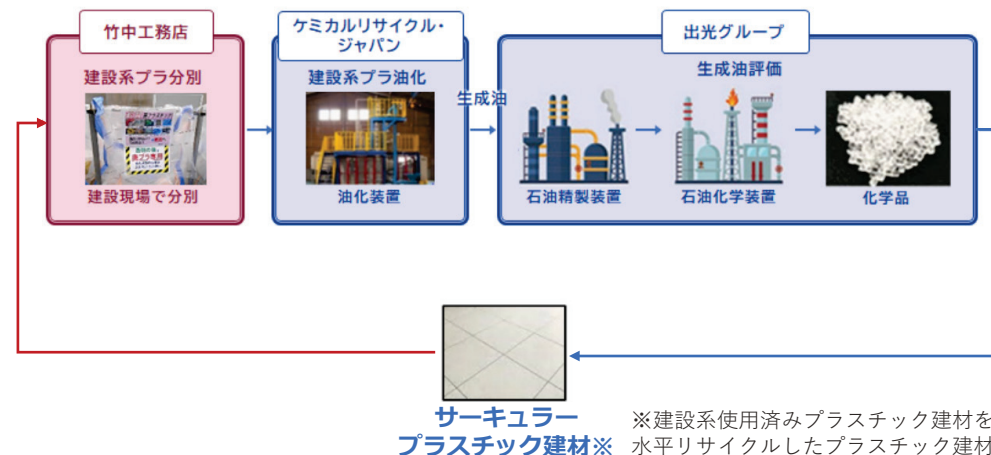 竹中工務店
建設系プラ分別
建設現場で分別
ケミカルリサイクル・
ジャパン
建設系プラ油化
油化装置
生成油
出光グループ
生成油評価
石油精製装置
石油化学装置
化学品
サーキュラー
プラスチック建材※
※建設系使用済みプラスチック建材を
水平リサイクルしたプラスチック建材